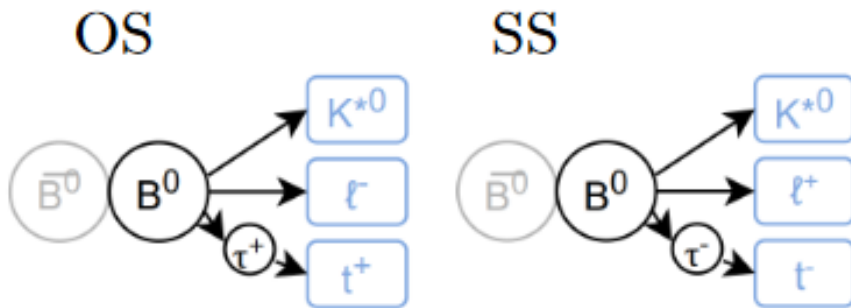 OS SS
K*⁰ K*⁰
B̅⁰ B⁰ ℓ⁻ B̅⁰ B⁰ ℓ⁺
τ⁺ t⁺ τ⁻ t⁻